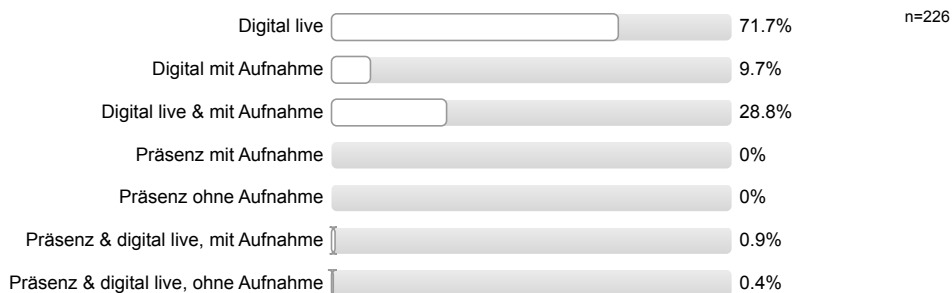 Digital live 71.7% n=226
Digital mit Aufnahme 9.7%
Digital live & mit Aufnahme 28.8%
Präsenz mit Aufnahme 0%
Präsenz ohne Aufnahme 0%
Präsenz & digital live, mit Aufnahme 0.9%
Präsenz & digital live, ohne Aufnahme 0.4%